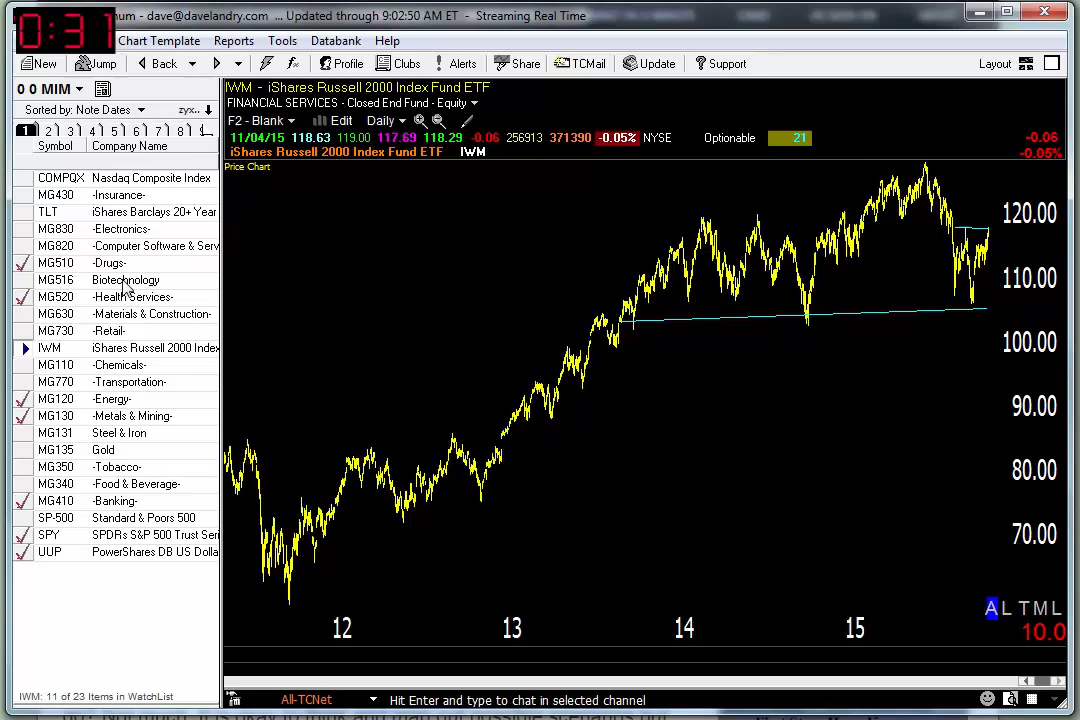 0:31
num - dave@davelandry.com ... Updated through 9:02:50 AM ET - Streaming Real Time
Chart Template Reports Tools Databank Help
New Jump Back Profile Clubs Alerts Share TCMail Update Support Layout
0 0 MIM
Sorted by: Note Dates zyx..
1 2 3 4 5 6 7 8
Symbol Company Name
COMPQX Nasdaq Composite Index
MG430 -Insurance-
TLT iShares Barclays 20+ Year
MG830 -Electronics-
MG820 -Computer Software & Serv
MG510 -Drugs-
MG516 Biotechnology
MG520 -Health Services-
MG630 -Materials & Construction-
MG730 -Retail-
IWM iShares Russell 2000 Index
MG110 -Chemicals-
MG770 -Transportation-
MG120 -Energy-
MG130 -Metals & Mining-
MG131 Steel & Iron
MG135 Gold
MG350 -Tobacco-
MG340 -Food & Beverage-
MG410 -Banking-
SP-500 Standard & Poors 500
SPY SPDRs S&P 500 Trust Seri
UUP PowerShares DB US Dolla
IWM: 11 of 23 Items in WatchList
IWM - iShares Russell 2000 Index Fund ETF
FINANCIAL SERVICES - Closed End Fund - Equity
F2 - Blank Edit Daily
11/04/15 118.63 119.00 117.69 118.29 -0.06 256913 371390 -0.05% NYSE Optionable 21 -0.06
iShares Russell 2000 Index Fund ETF IWM -0.05%
Price Chart
120.00
110.00
100.00
90.00
80.00
70.00
A L T M L
12 13 14 15 10.0
All-TCNet Hit Enter and type to chat in selected channel